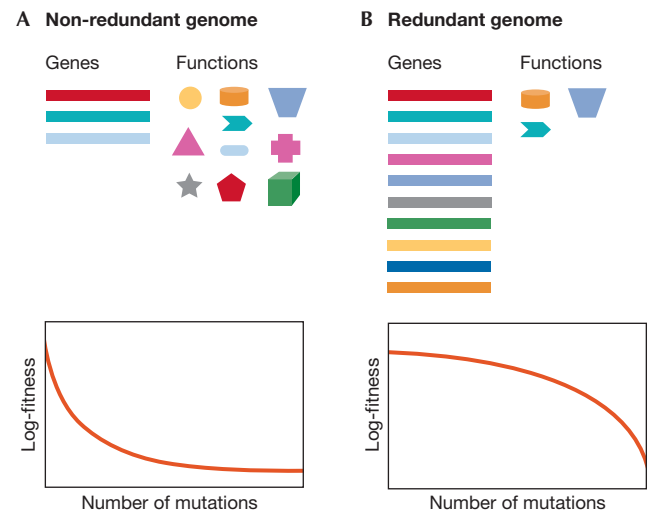 A Non-redundant genome
Genes Functions
Log-fitness
Number of mutations
B Redundant genome
Genes Functions
Log-fitness
Number of mutations